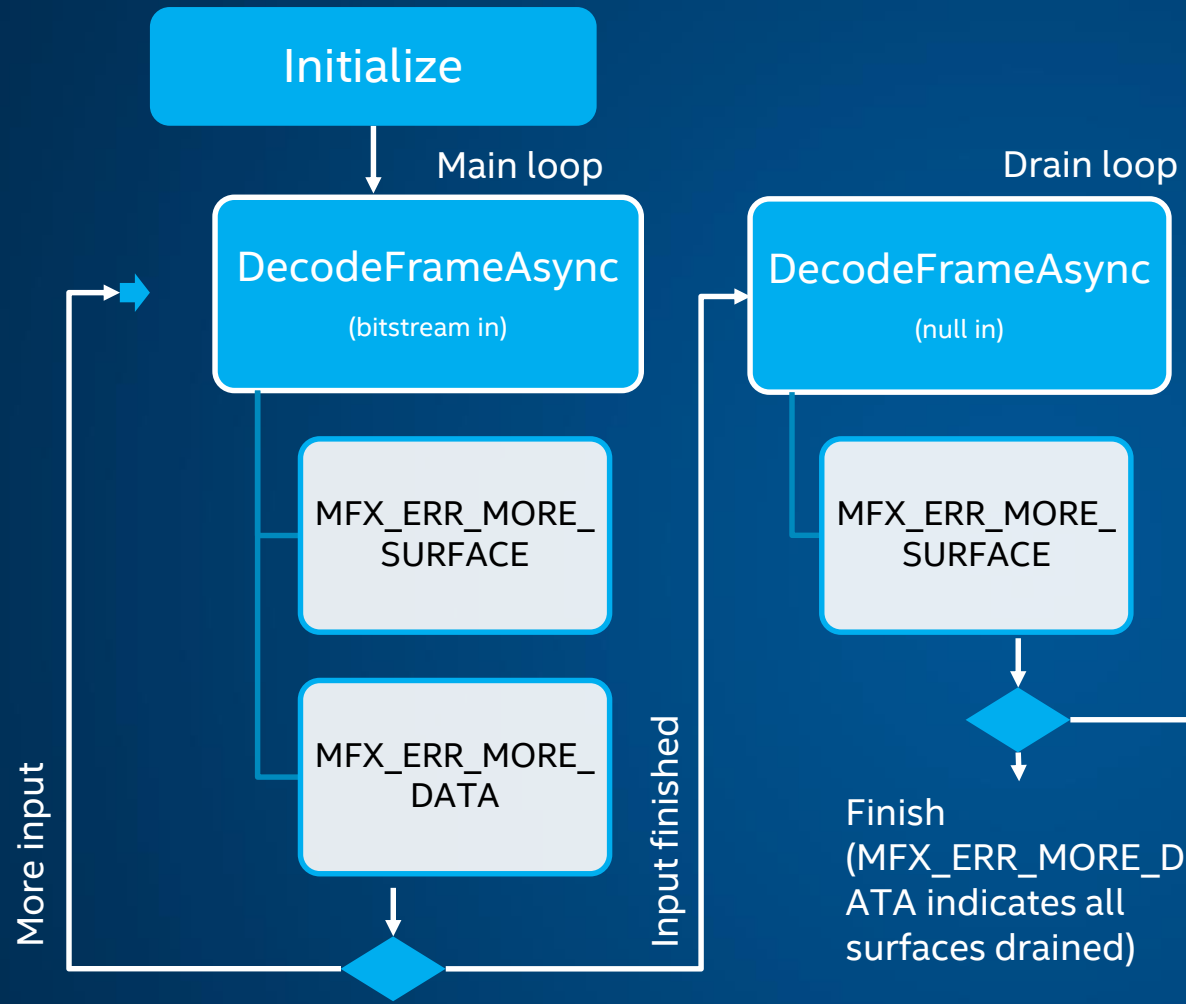 Initialize
Main loop
DecodeFrameAsync
(bitstream in)
MFX_ERR_MORE_
SURFACE
MFX_ERR_MORE_
DATA
More input
Input finished
Drain loop
DecodeFrameAsync
(null in)
MFX_ERR_MORE_
SURFACE
Finish
(MFX_ERR_MORE_D
ATA indicates all
surfaces drained)